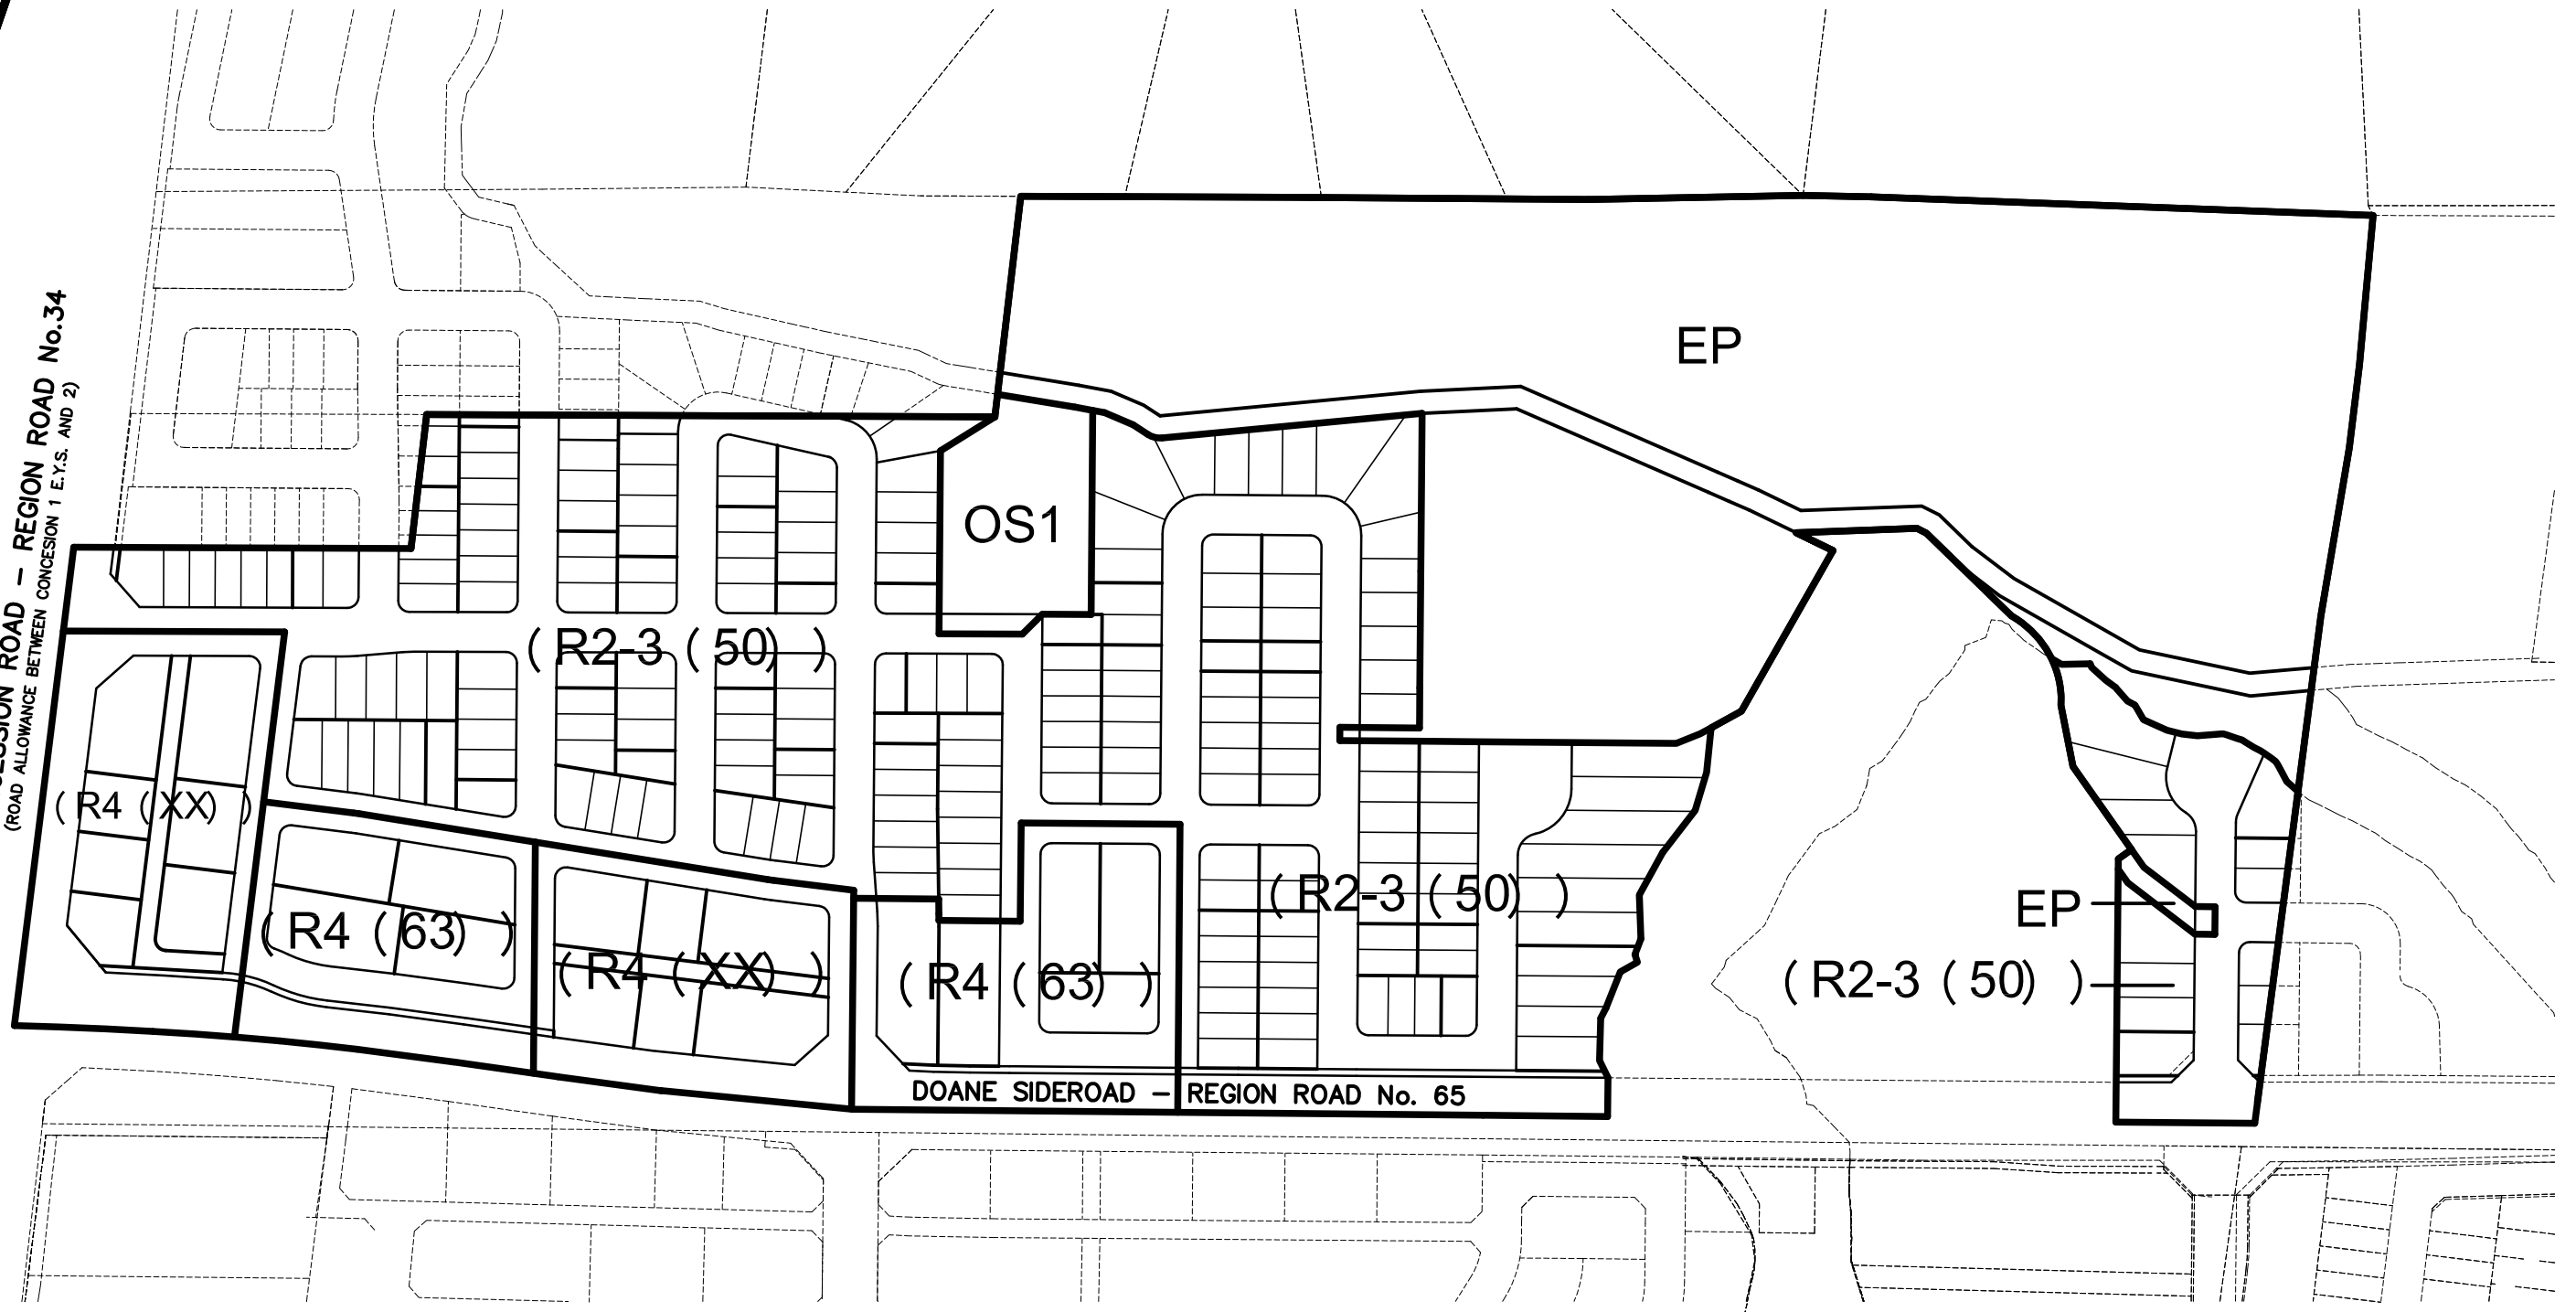 EP
OS1
ROAD – REGION ROAD No.34
(ROAD ALLOWANCE BETWEEN CONCESION 1 E.Y.S. AND 2)
( R2-3 ( 50) )
( R4 ( XX) )
( R4 ( 63) )
( R4 ( XX) )
( R4 ( 63) )
( R2-3 ( 50) )
EP
( R2-3 ( 50) )
DOANE SIDEROAD – REGION ROAD No. 65